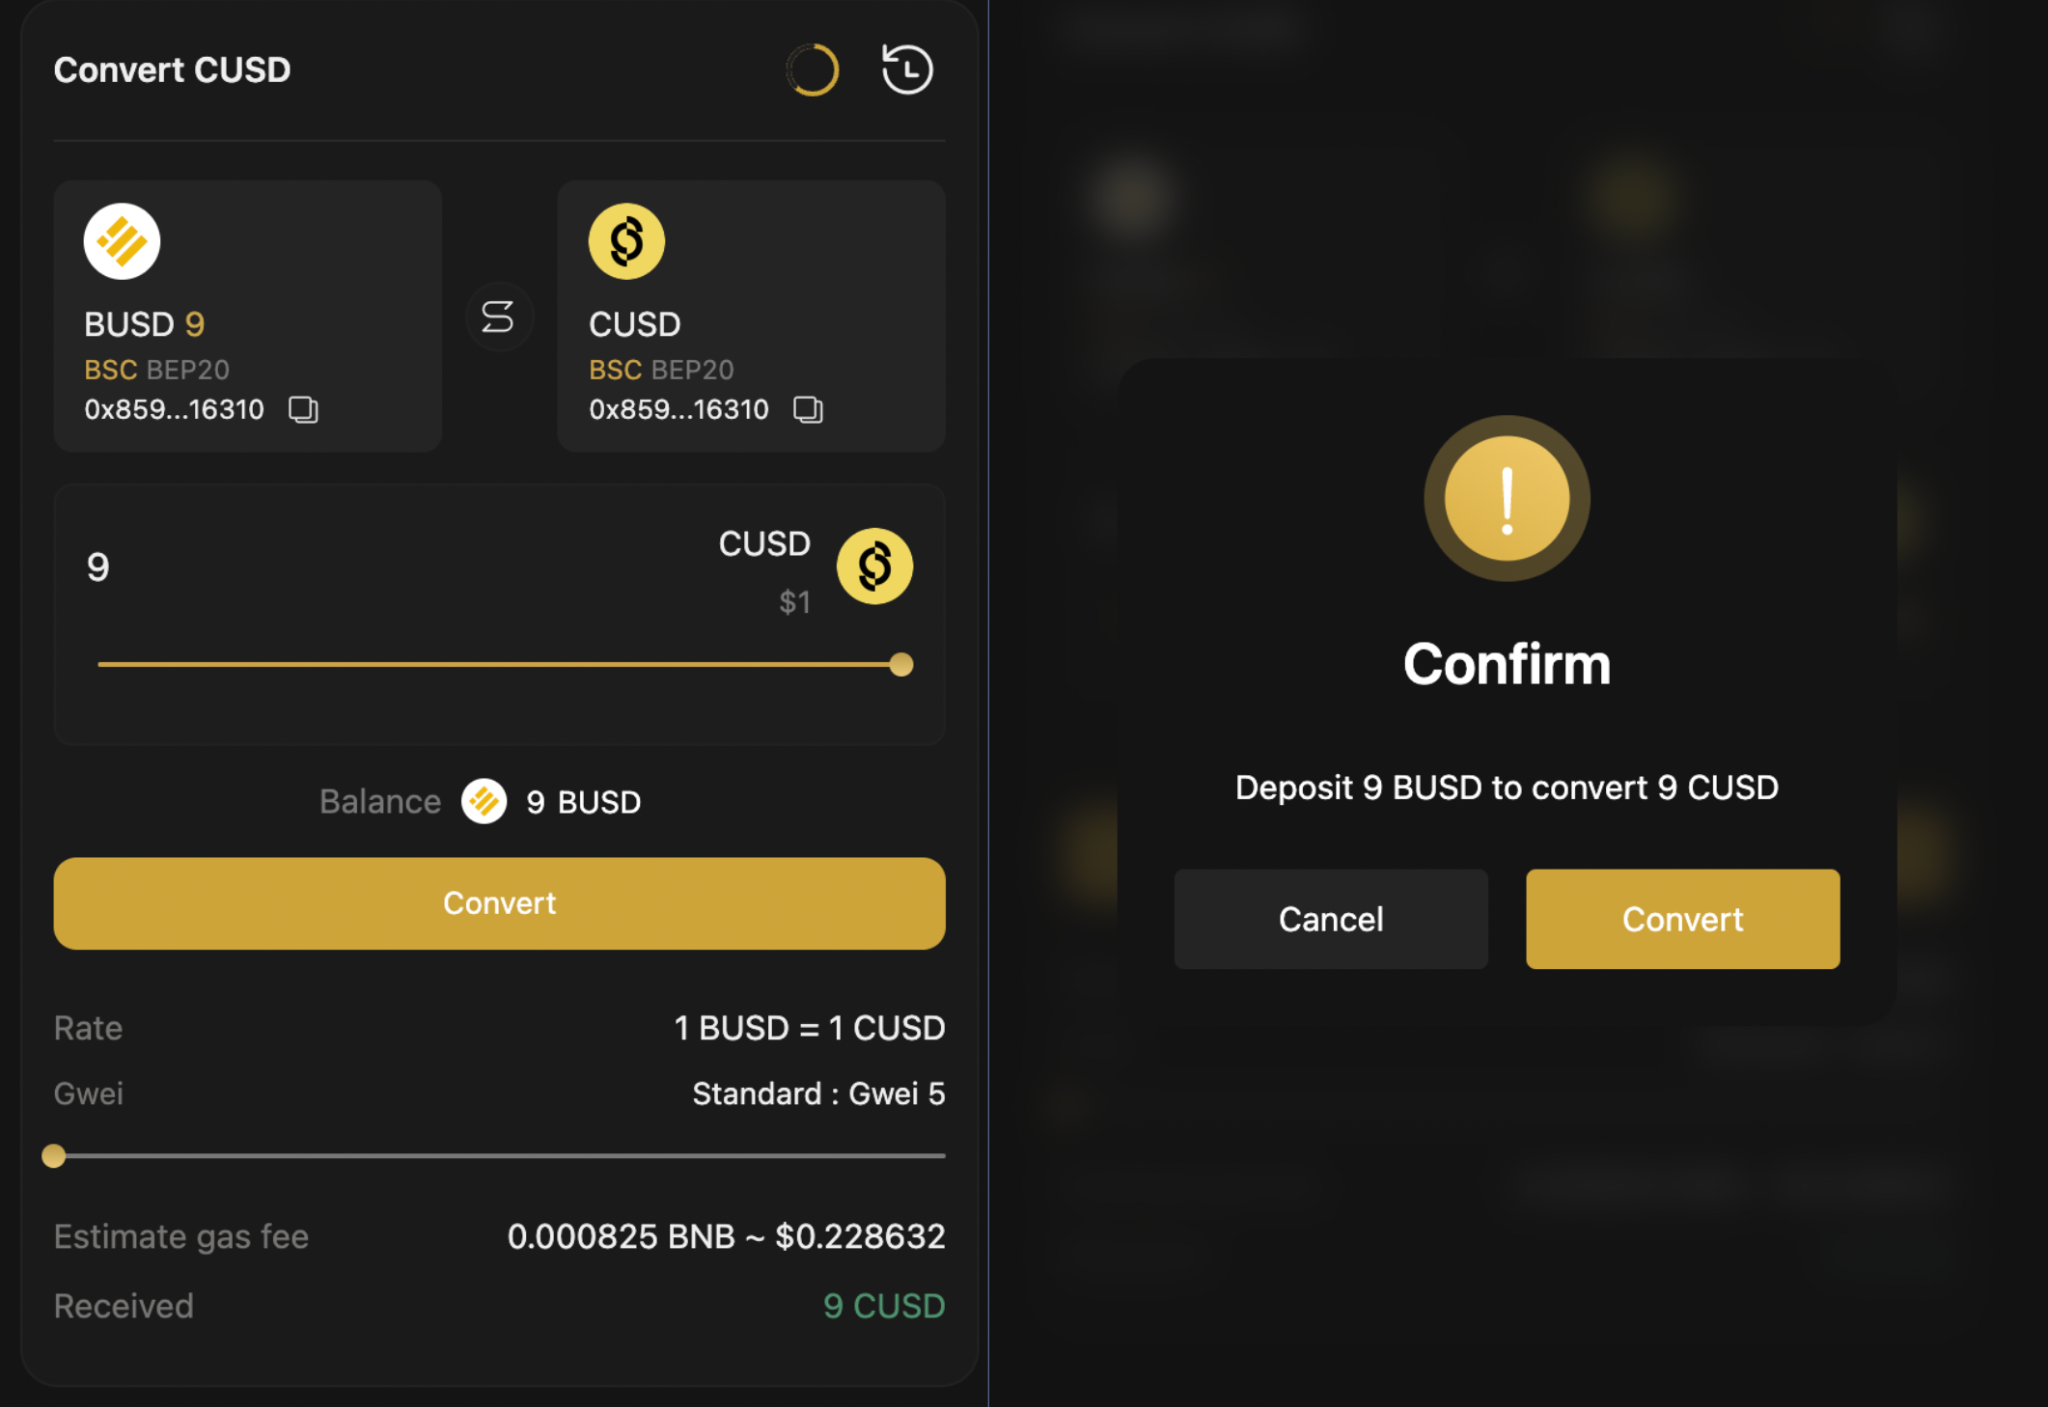 Convert CUSD
BUSD 9
BSC BEP20
0x859...16310
CUSD
BSC BEP20
0x859...16310
9
CUSD
$1
Balance 9 BUSD
Convert
Rate 1 BUSD = 1 CUSD
Gwei Standard : Gwei 5
Estimate gas fee 0.000825 BNB ~ $0.228632
Received 9 CUSD
Confirm
Deposit 9 BUSD to convert 9 CUSD
Cancel Convert